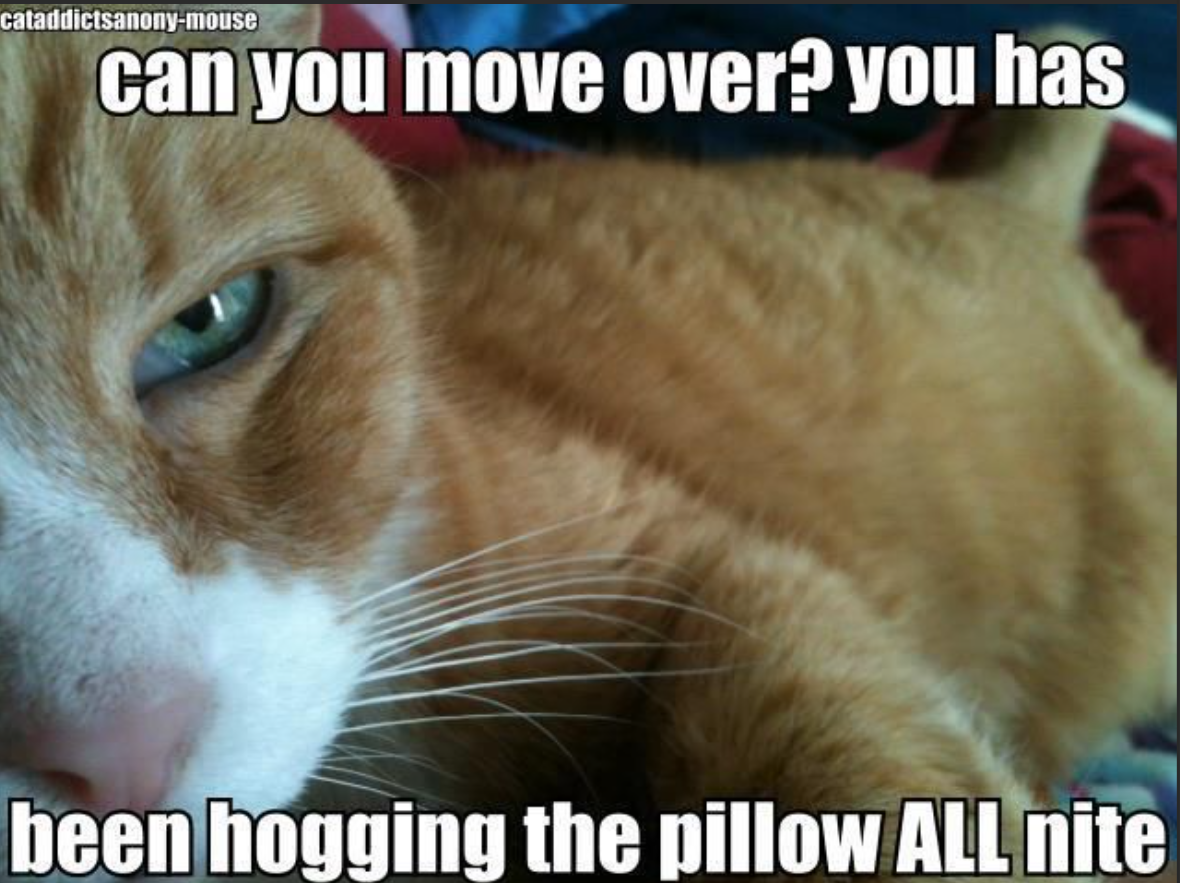 cataddictsanony-mouse
can you move over? you has
been hogging the pillow ALL nite